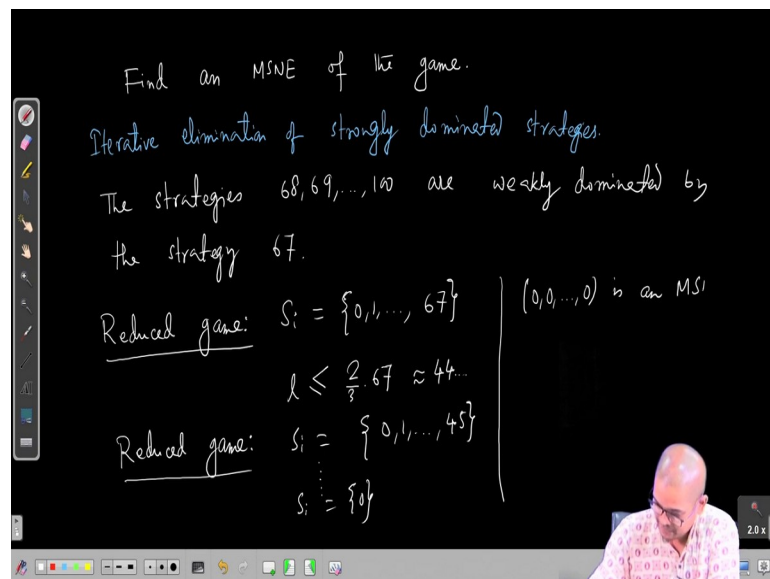 Find an MSNE of the game.
Iterative elimination of strongly dominated strategies.
The strategies 68, 69, ..., 100 are weakly dominated by
the strategy 67.
Reduced game: Si = {0, 1, ..., 67}
l ≤ 2/3 . 67 ≈ 44...
Reduced game: Si = {0, 1, ..., 45}
Si = {0}
(0, 0, ..., 0) is an MS
2.0 x